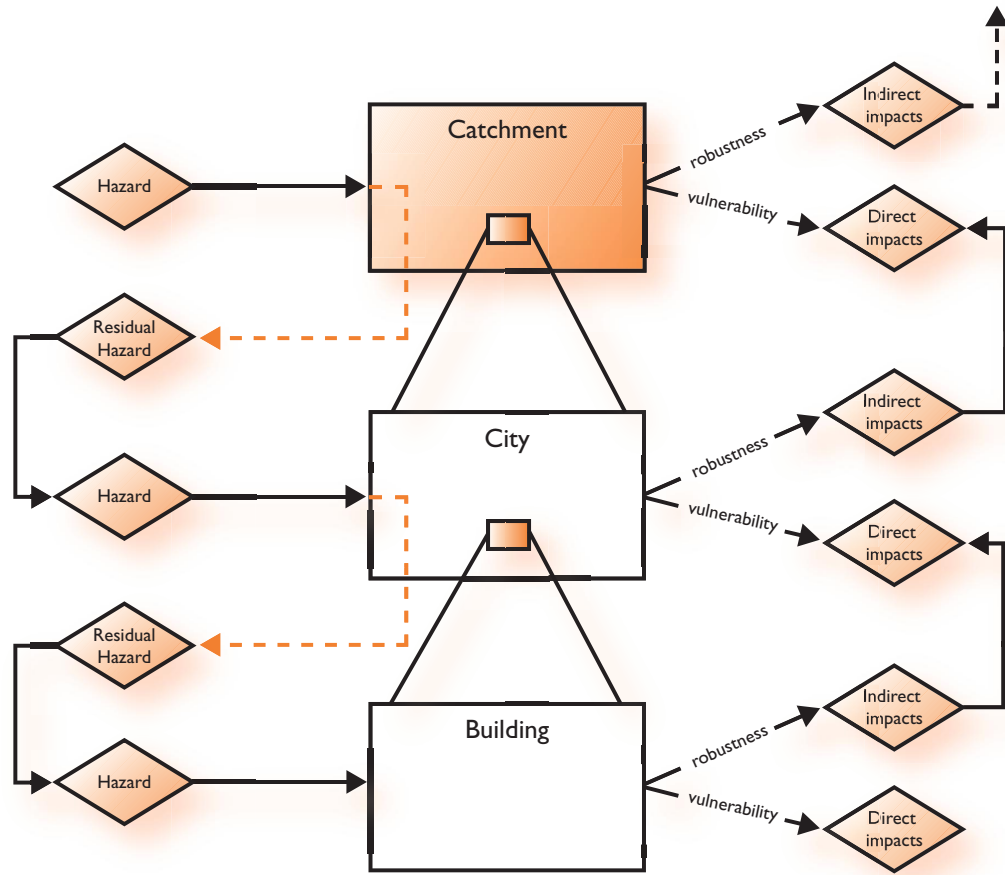 Indirect
impacts
Catchment
robustness
Hazard
vulnerability
Direct
impacts
Residual
Hazard
Indirect
impacts
City
robustness
Hazard
vulnerability
Direct
impacts
Residual
Hazard
Indirect
impacts
Building
robustness
Hazard
vulnerability
Direct
impacts